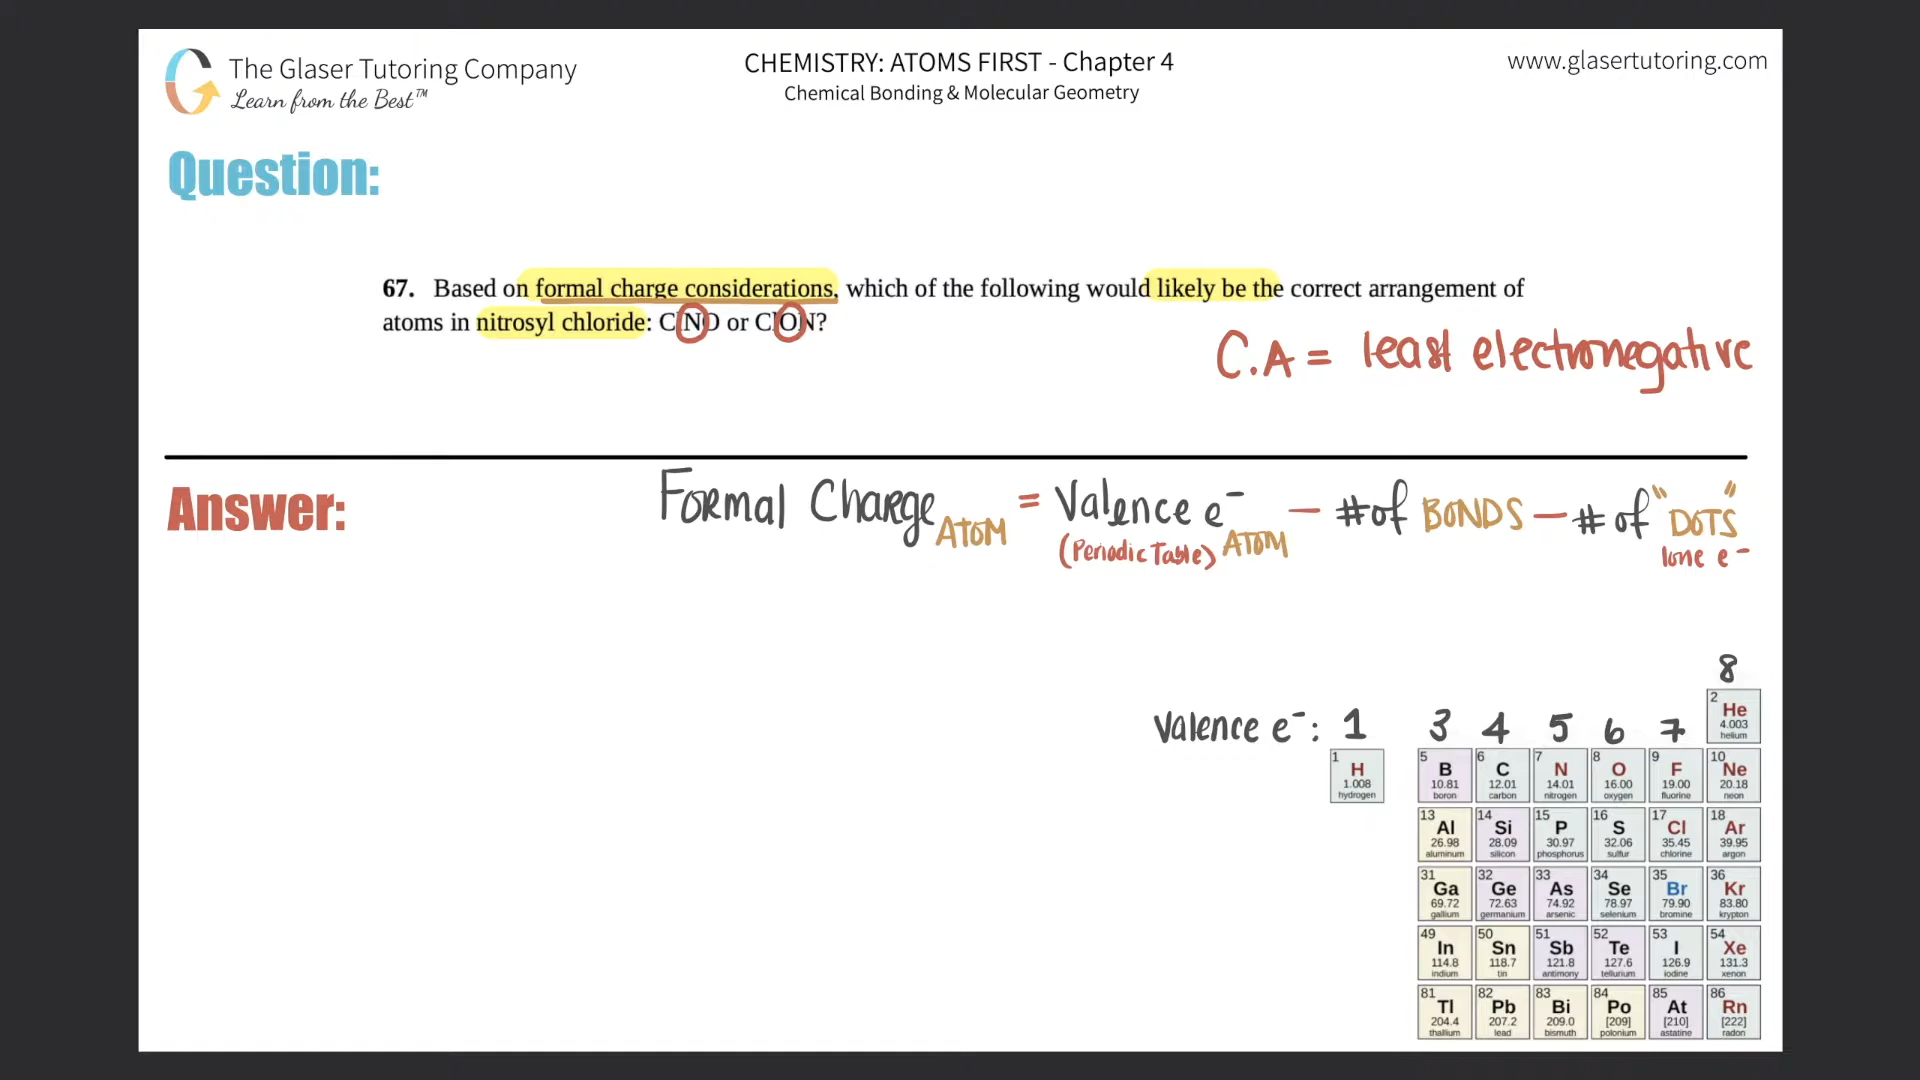 The Glaser Tutoring Company
Learn from the Best™
CHEMISTRY: ATOMS FIRST - Chapter 4
Chemical Bonding & Molecular Geometry
www.glasertutoring.com
Question:
67. Based on formal charge considerations, which of the following would likely be the correct arrangement of
atoms in nitrosyl chloride: ClNO or ClON?
C.A = least electronegative
Answer:
Formal Charge ATOM = Valence e⁻ ATOM – # of BONDS – # of "DOTS"
(Periodic Table)
lone e⁻
8
Valence e⁻: 1 3 4 5 6 7
2
He
4.003
helium
1
H
1.008
hydrogen
5
B
10.81
boron
6
C
12.01
carbon
7
N
14.01
nitrogen
8
O
16.00
oxygen
9
F
19.00
fluorine
10
Ne
20.18
neon
13
Al
26.98
aluminum
14
Si
28.09
silicon
15
P
30.97
phosphorus
16
S
32.06
sulfur
17
Cl
35.45
chlorine
18
Ar
39.95
argon
31
Ga
69.72
gallium
32
Ge
72.63
germanium
33
As
74.92
arsenic
34
Se
78.97
selenium
35
Br
79.90
bromine
36
Kr
83.80
krypton
49
In
114.8
indium
50
Sn
118.7
tin
51
Sb
121.8
antimony
52
Te
127.6
tellurium
53
I
126.9
iodine
54
Xe
131.3
xenon
81
Tl
204.4
thallium
82
Pb
207.2
lead
83
Bi
209.0
bismuth
84
Po
[209]
polonium
85
At
[210]
astatine
86
Rn
[222]
radon